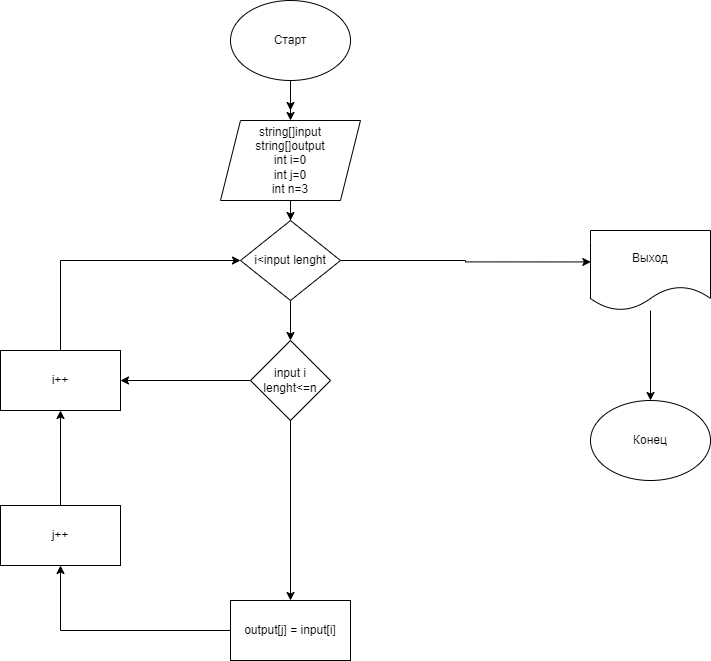 Старт
string[]input
string[]output
int i=0
int j=0
int n=3
i<input lenght
Выход
input i
lenght<=n
i++
Конец
j++
output[j] = input[i]